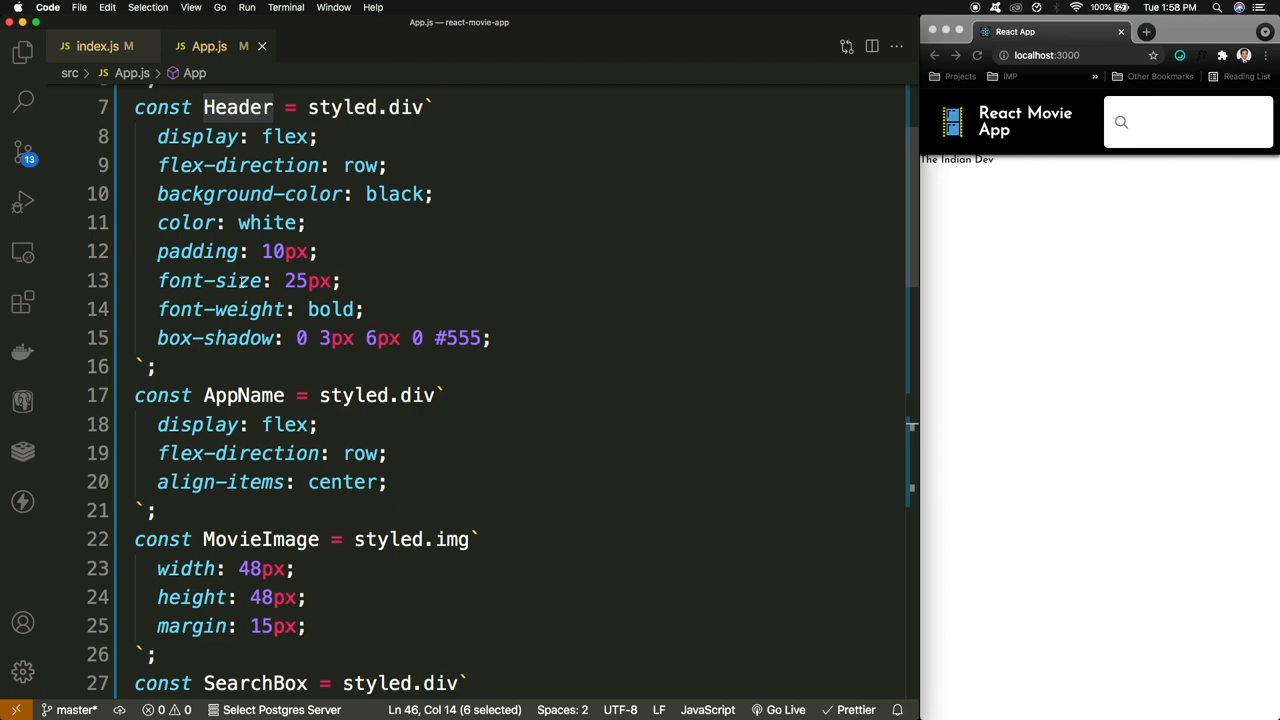 Code File Edit Selection View Go Run Terminal Window Help
100% Tue 1:58 PM
App.js — react-movie-app
JS index.js M
JS App.js M
src > JS App.js > App
7 const Header = styled.div`
8 display: flex;
9 flex-direction: row;
10 background-color: black;
11 color: white;
12 padding: 10px;
13 font-size: 25px;
14 font-weight: bold;
15 box-shadow: 0 3px 6px 0 #555;
16 `;
17 const AppName = styled.div`
18 display: flex;
19 flex-direction: row;
20 align-items: center;
21 `;
22 const MovieImage = styled.img`
23 width: 48px;
24 height: 48px;
25 margin: 15px;
26 `;
27 const SearchBox = styled.div`
13
master* 0 0 Select Postgres Server Ln 46, Col 14 (6 selected) Spaces: 2 UTF-8 LF JavaScript Go Live Prettier
React App
localhost:3000
Projects IMP » Other Bookmarks Reading List
React Movie
App
The Indian Dev